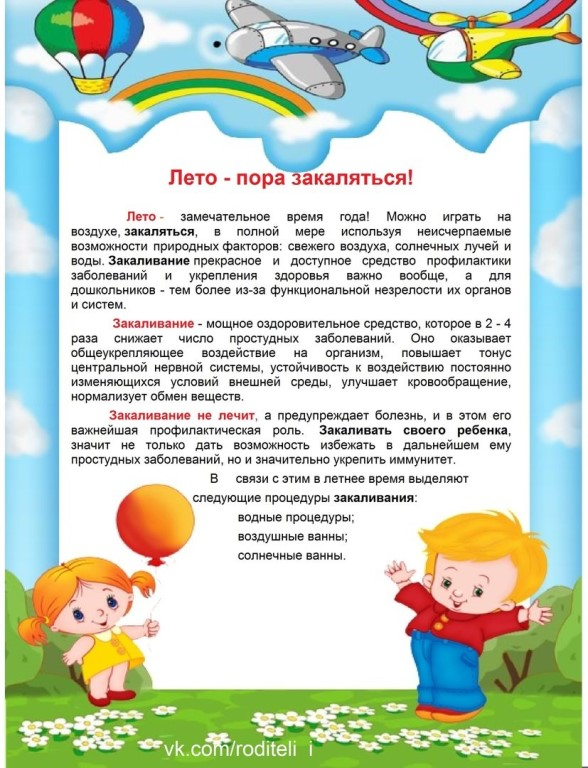 Лето - пора закаляться!
Лето - замечательное время года! Можно играть на
воздухе, закаляться, в полной мере используя неисчерпаемые
возможности природных факторов: свежего воздуха, солнечных лучей и
воды. Закаливание прекрасное и доступное средство профилактики
заболеваний и укрепления здоровья важно вообще, а для
дошкольников - тем более из-за функциональной незрелости их органов
и систем.
Закаливание - мощное оздоровительное средство, которое в 2 - 4
раза снижает число простудных заболеваний. Оно оказывает
общеукрепляющее воздействие на организм, повышает тонус
центральной нервной системы, устойчивость к воздействию постоянно
изменяющихся условий внешней среды, улучшает кровообращение,
нормализует обмен веществ.
Закаливание не лечит, а предупреждает болезнь, и в этом его
важнейшая профилактическая роль. Закаливать своего ребенка,
значит не только дать возможность избежать в дальнейшем ему
простудных заболеваний, но и значительно укрепить иммунитет.
В связи с этим в летнее время выделяют
следующие процедуры закаливания:
водные процедуры;
воздушные ванны;
солнечные ванны.
vk.com/roditeli i